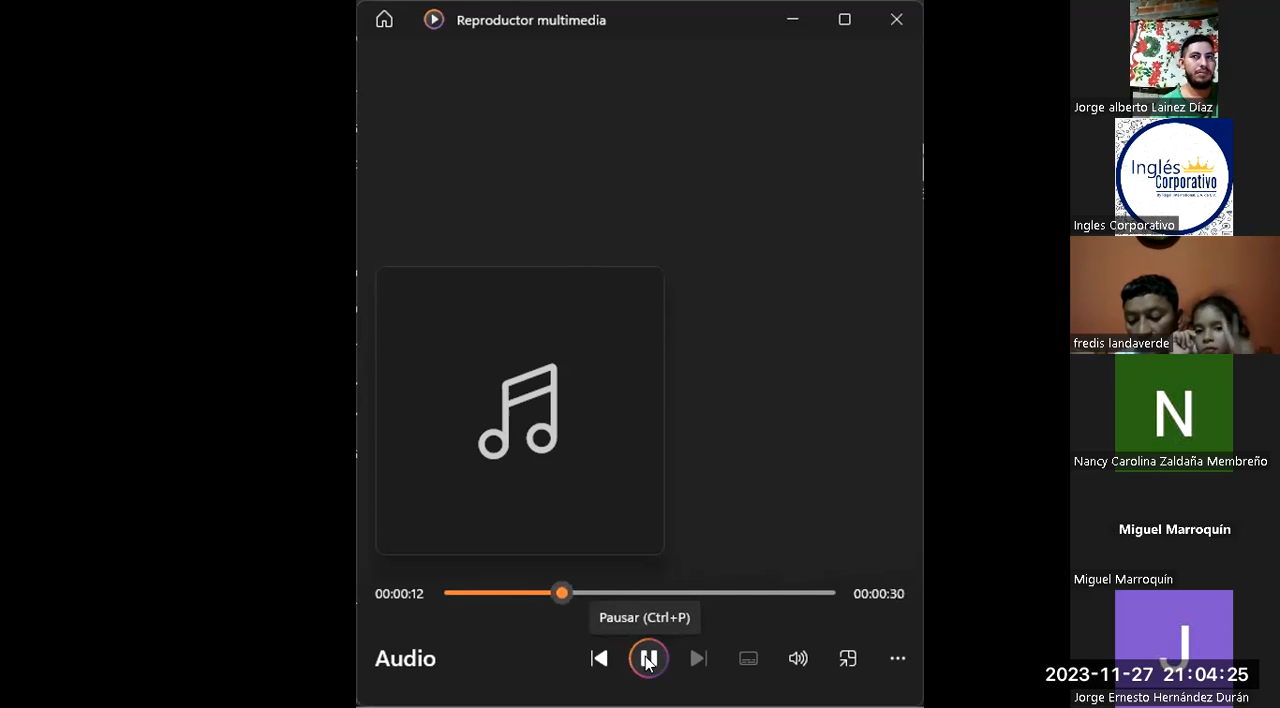 Reproductor multimedia
00:00:12
00:00:30
Pausar (Ctrl+P)
Audio
Jorge alberto Lainez Díaz
Inglés
Corporativo
Ingles Corporativo
fredis landaverde
N
Nancy Carolina Zaldaña Membreño
Miguel Marroquín
Miguel Marroquín
J
2023-11-27 21:04:25
Jorge Ernesto Hernández Durán